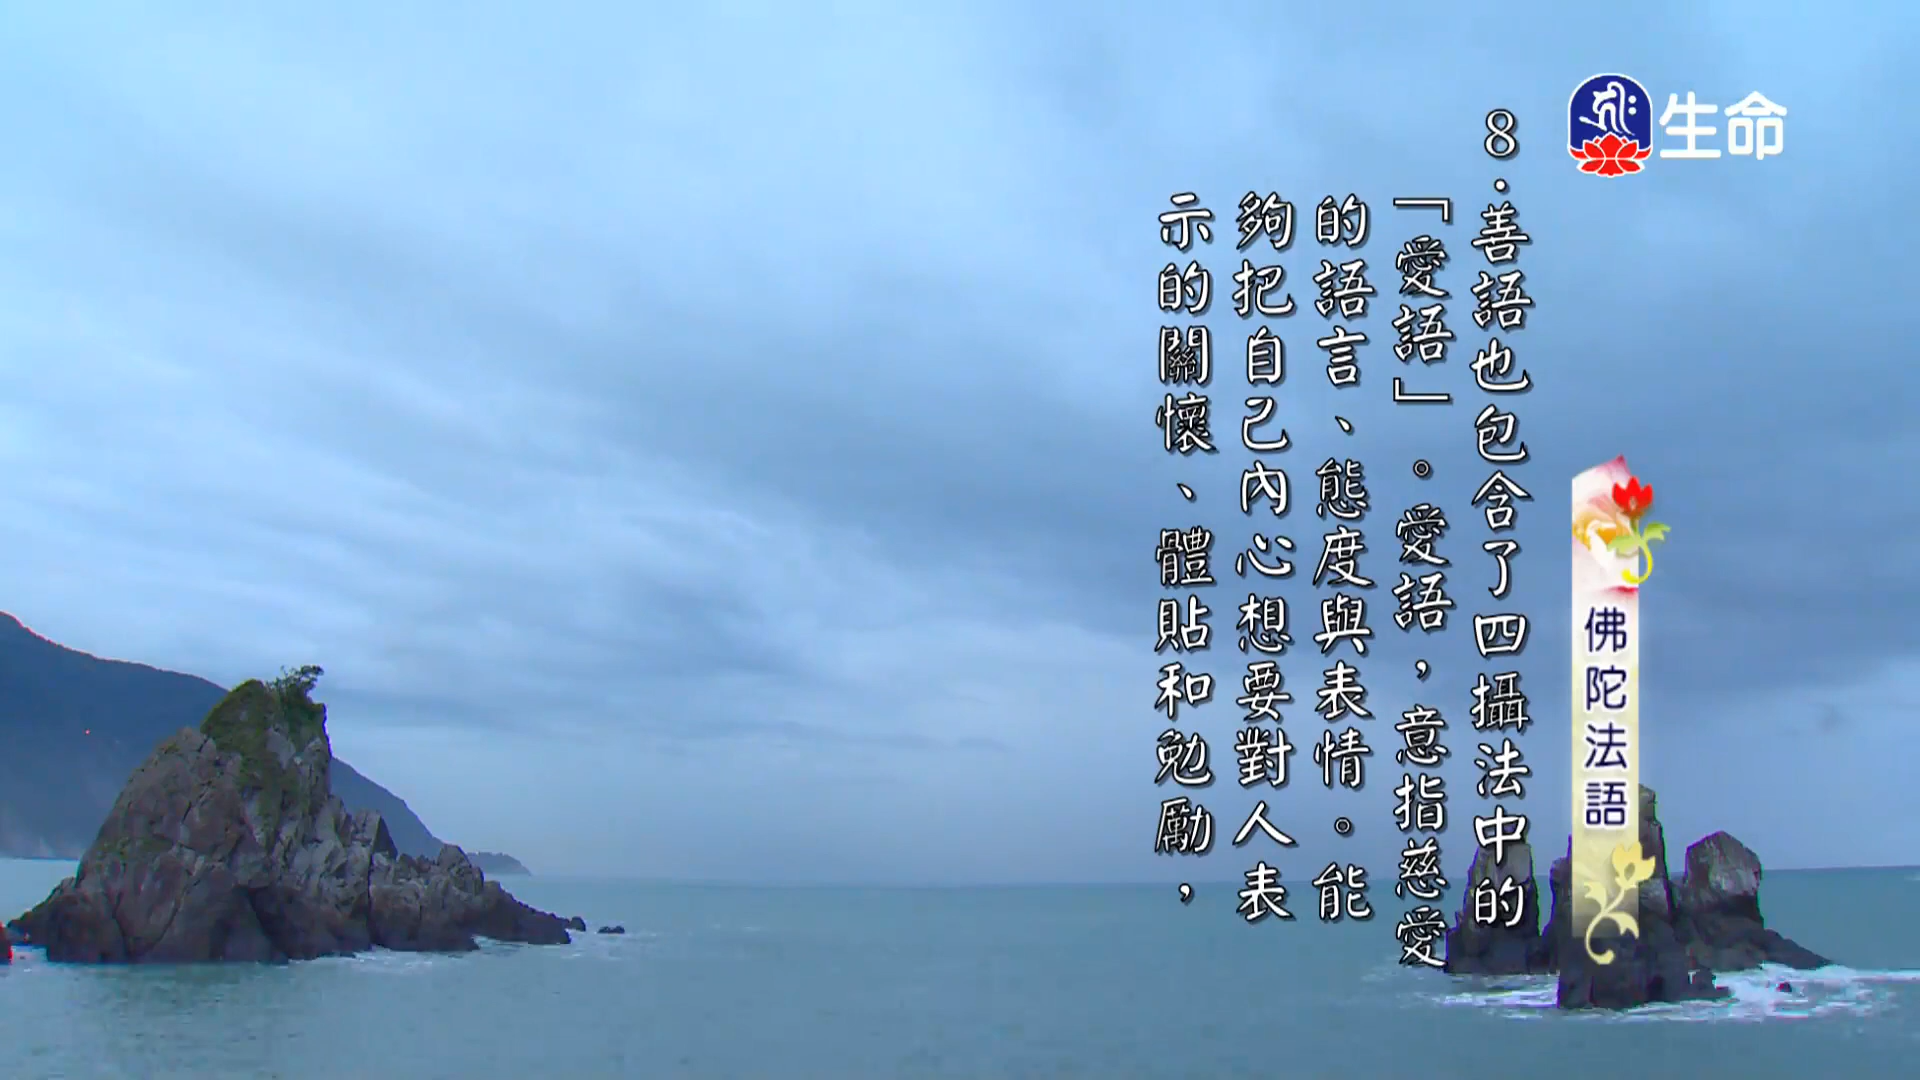 生命
佛陀法語
8.善語也包含了四攝法中的
「愛語」。愛語，意指慈愛
的語言、態度與表情。能
夠把自己內心想要對人表
示的關懷、體貼和勉勵，